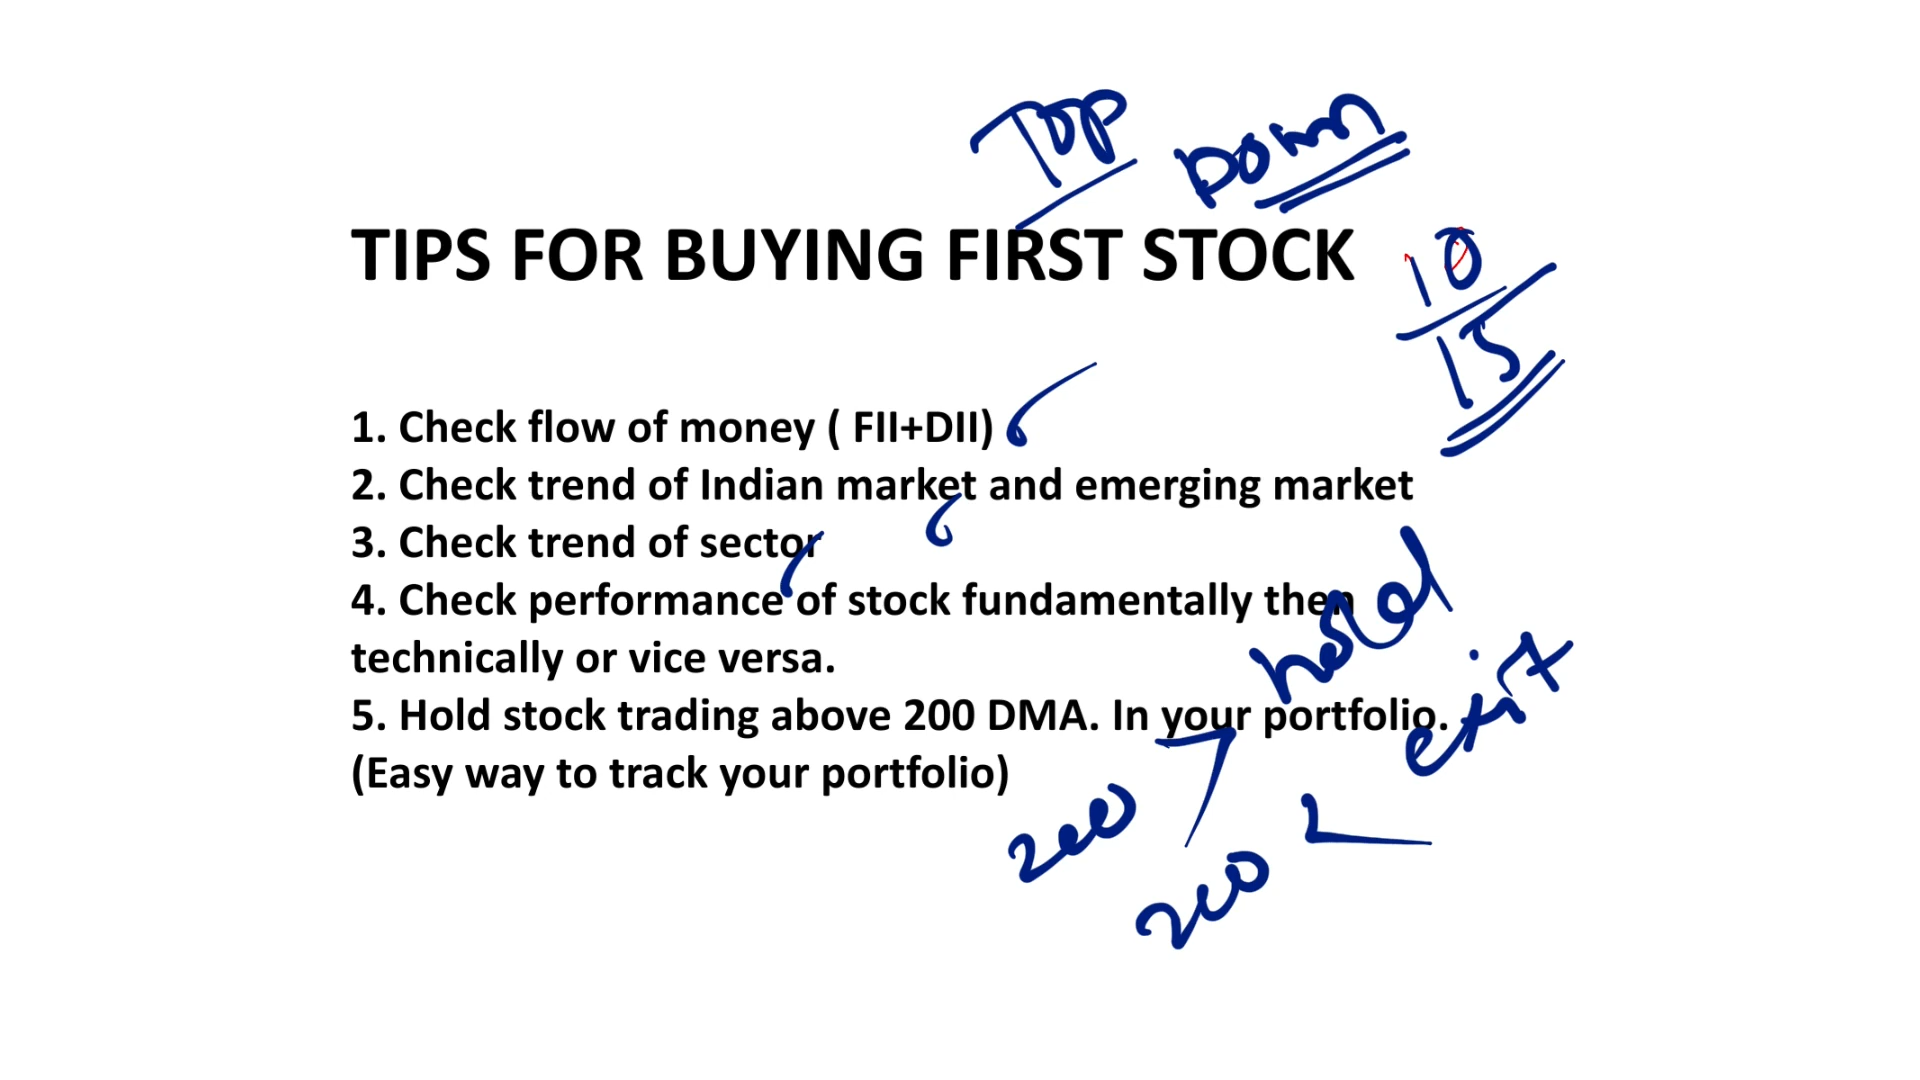 Top Down
TIPS FOR BUYING FIRST STOCK
10
15
1. Check flow of money ( FII+DII)
2. Check trend of Indian market and emerging market
3. Check trend of sector
4. Check performance of stock fundamentally then
technically or vice versa.
hold
5. Hold stock trading above 200 DMA. In your portfolio.
exit
(Easy way to track your portfolio)
200 >
200 <